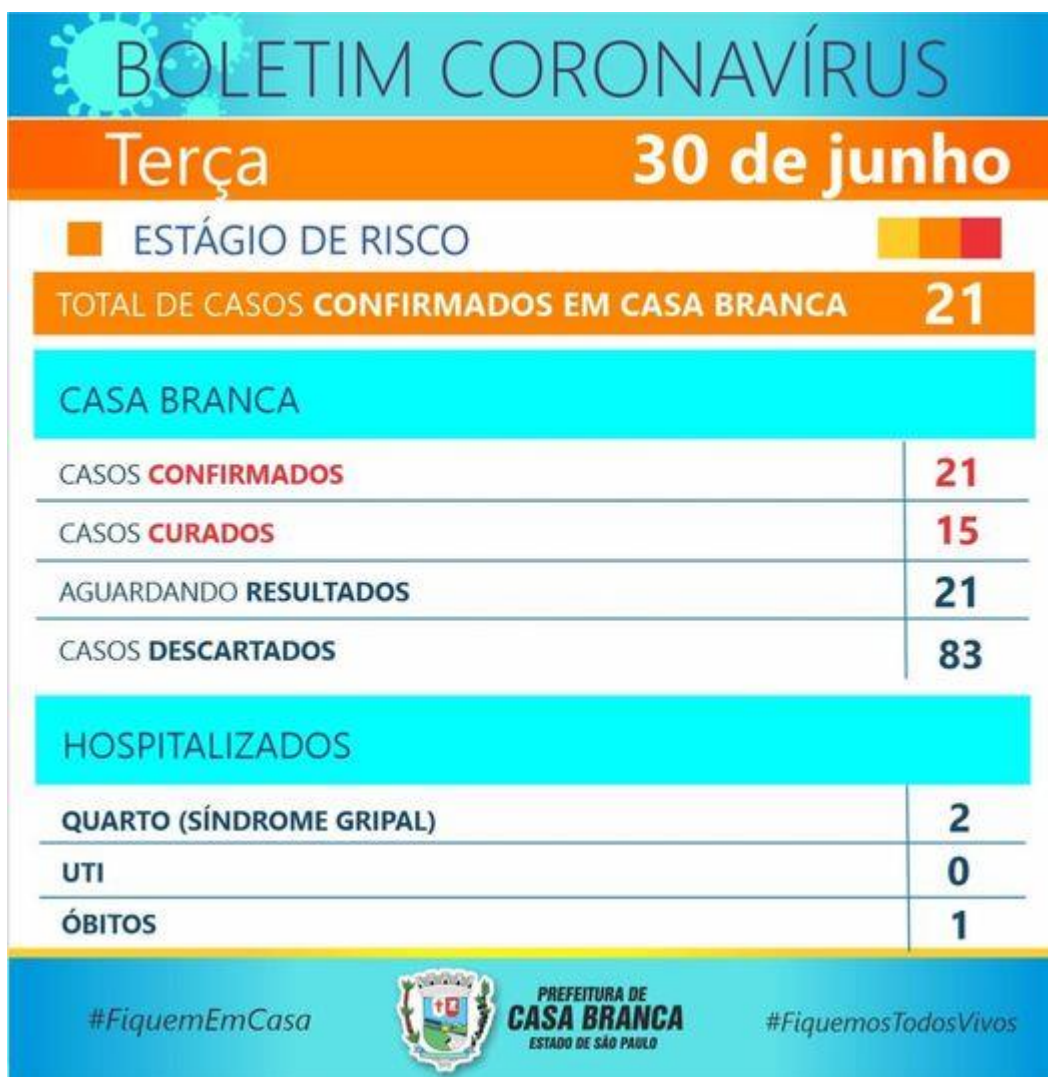 BOLETIM CORONAVÍRUS
Terça 30 de junho
ESTÁGIO DE RISCO
TOTAL DE CASOS CONFIRMADOS EM CASA BRANCA 21
CASA BRANCA
CASOS CONFIRMADOS 21
CASOS CURADOS 15
AGUARDANDO RESULTADOS 21
CASOS DESCARTADOS 83
HOSPITALIZADOS
QUARTO (SÍNDROME GRIPAL) 2
UTI 0
ÓBITOS 1
#FiquemEmCasa
PREFEITURA DE
CASA BRANCA
ESTADO DE SÃO PAULO
#FiquemosTodosVivos